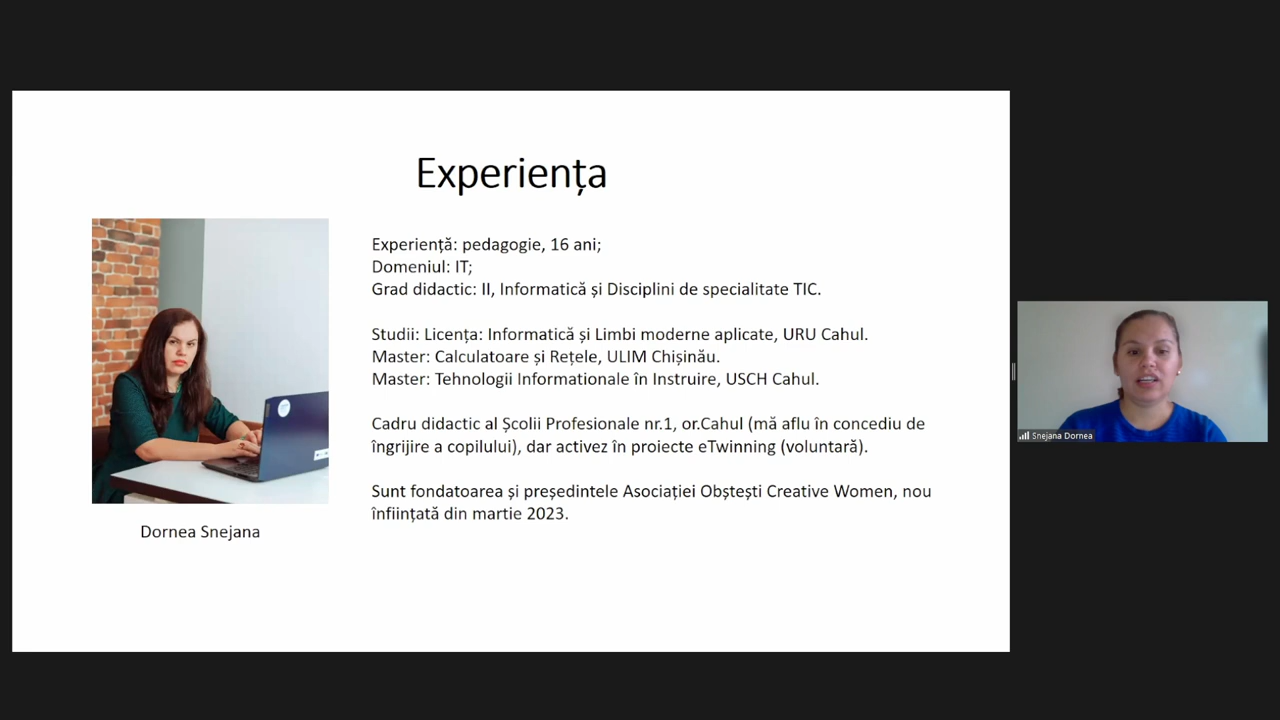 Experiența
Experiență: pedagogie, 16 ani;
Domeniul: IT;
Grad didactic: II, Informatică și Disciplini de specialitate TIC.
Studii: Licența: Informatică și Limbi moderne aplicate, URU Cahul.
Master: Calculatoare și Rețele, ULIM Chișinău.
Master: Tehnologii Informationale în Instruire, USCH Cahul.
Cadru didactic al Școlii Profesionale nr.1, or.Cahul (mă aflu în concediu de
îngrijire a copilului), dar activez în proiecte eTwinning (voluntară).
Sunt fondatoarea și președintele Asociației Obștești Creative Women, nou
înființată din martie 2023.
Dornea Snejana
Snejana Dornea